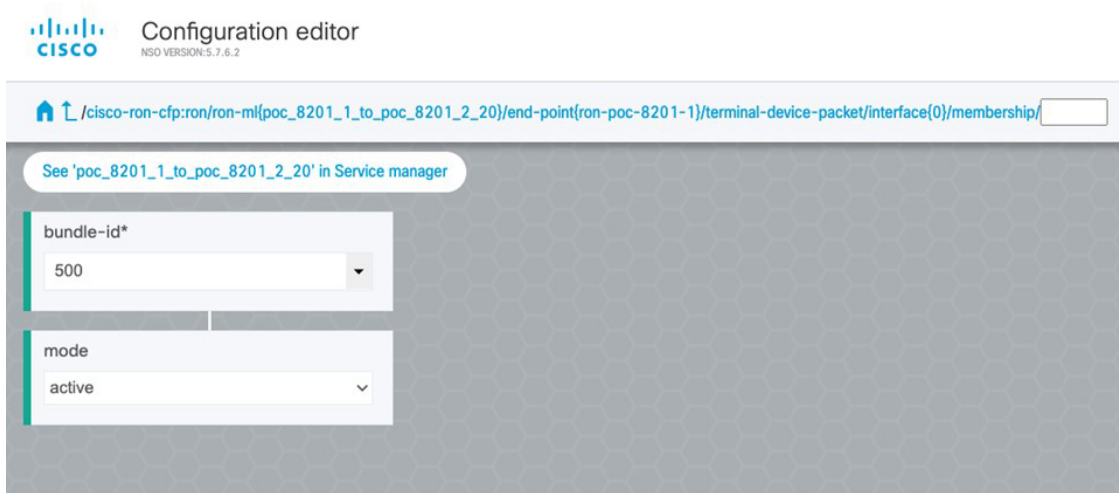 CISCO
Configuration editor
NSO VERSION:5.7.6.2
/cisco-ron-cfp:ron/ron-ml{poc_8201_1_to_poc_8201_2_20}/end-point{ron-poc-8201-1}/terminal-device-packet/interface{0}/membership/
See 'poc_8201_1_to_poc_8201_2_20' in Service manager
bundle-id*
500
mode
active